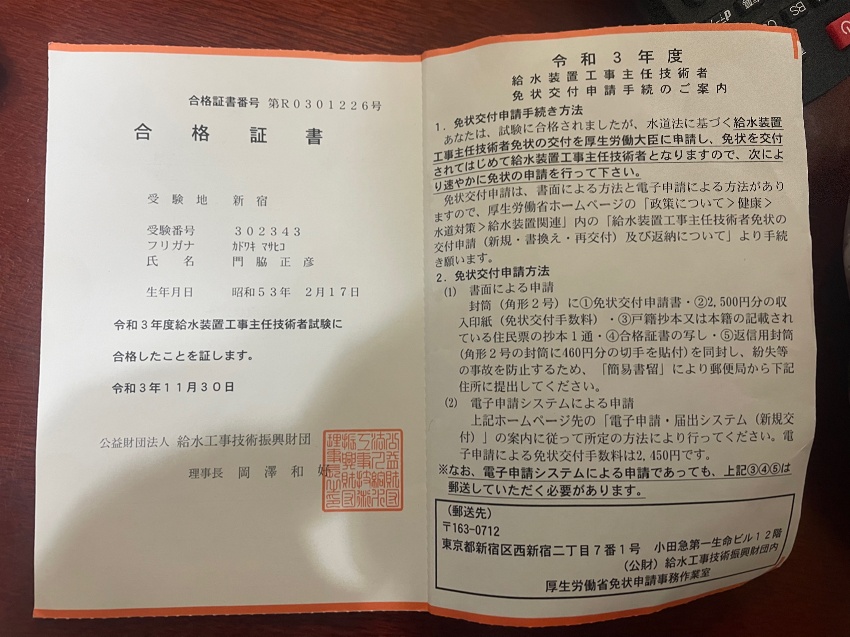 合格証書番号 第R0301226号
合格証書
受験地 新宿
受験番号 302343
フリガナ ｶﾄﾞﾜｷ ﾏｻﾋｺ
氏名 門脇正彦
生年月日 昭和53年 2月17日
令和3年度給水装置工事主任技術者試験に
合格したことを証します。
令和3年11月30日
公益財団法人 給水工事技術振興財団
理事長 岡澤和
令和3年度
給水装置工事主任技術者
免状交付申請手続のご案内
1．免状交付申請手続き方法
あなたは、試験に合格されましたが、水道法に基づく給水装置
工事主任技術者免状の交付を厚生労働大臣に申請し、免状を交付
されてはじめて給水装置工事主任技術者となりますので、次によ
り速やかに免状の申請を行って下さい。
免状交付申請は、書面による方法と電子申請による方法があり
ますので、厚生労働省ホームページの「政策について＞健康＞
水道対策＞給水装置関連」内の「給水装置工事主任技術者免状の
交付申請（新規・書換え・再交付）及び返納について」より手続
き願います。
2．免状交付申請方法
(1) 書面による申請
封筒（角形2号）に①免状交付申請書・②2,500円分の収
入印紙（免状交付手数料）・③戸籍抄本又は本籍の記載され
ている住民票の抄本1通・④合格証書の写し・⑤返信用封筒
(角形2号の封筒に460円分の切手を貼付)を同封し、紛失等
の事故を防止するため、「簡易書留」により郵便局から下記
住所に提出してください。
(2) 電子申請システムによる申請
上記ホームページ先の「電子申請・届出システム（新規交
付）」の案内に従って所定の方法により行ってください。電
子申請による免状交付手数料は2,450円です。
※なお、電子申請システムによる申請であっても、上記③④⑤は
郵送していただく必要があります。
（郵送先）
〒163-0712
東京都新宿区西新宿二丁目7番1号 小田急第一生命ビル12階
（公財）給水工事技術振興財団内
厚生労働省免状申請事務作業室